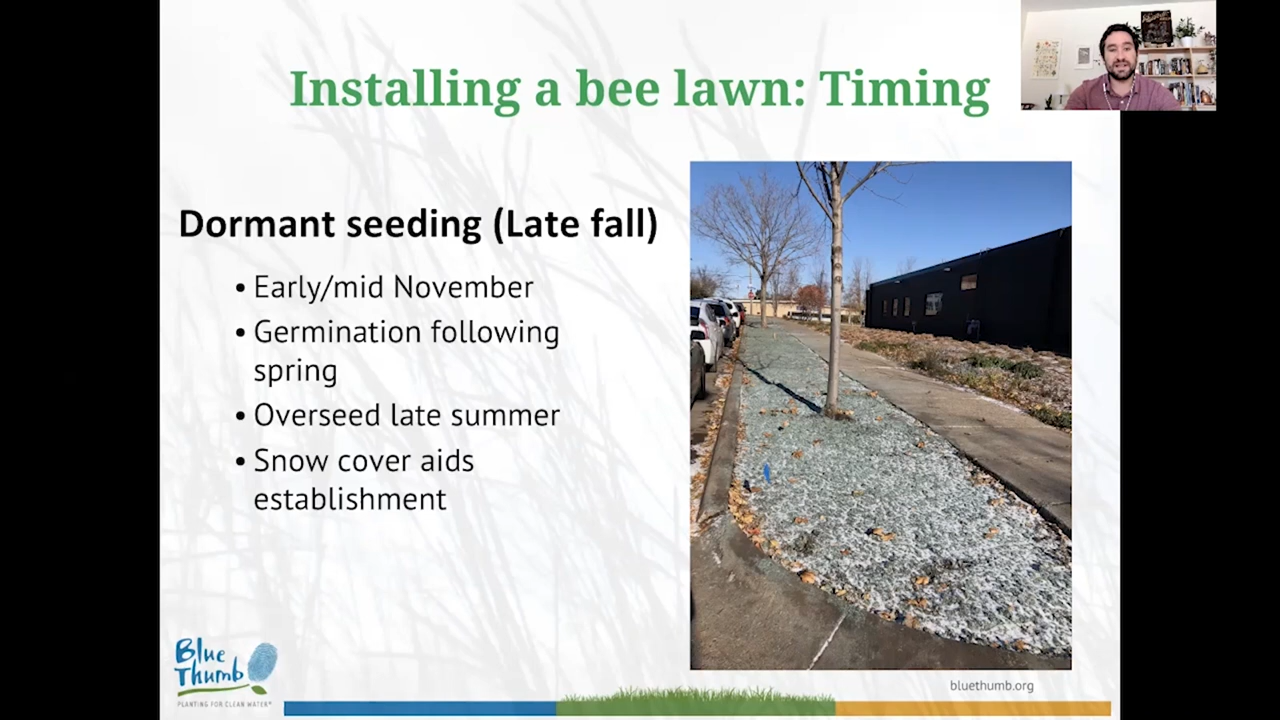 Installing a bee lawn: Timing
Dormant seeding (Late fall)
• Early/mid November
• Germination following
spring
• Overseed late summer
• Snow cover aids
establishment
Blue
Thumb
PLANTING FOR CLEAN WATER®
bluethumb.org